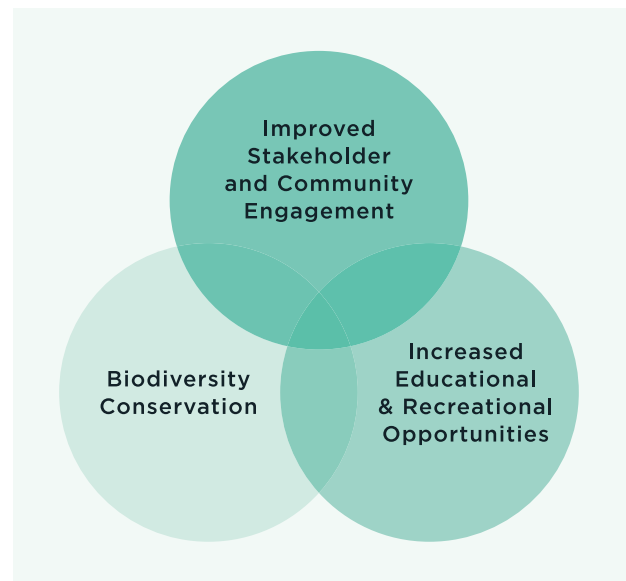 Improved
Stakeholder
and Community
Engagement
Biodiversity
Conservation
Increased
Educational
& Recreational
Opportunities